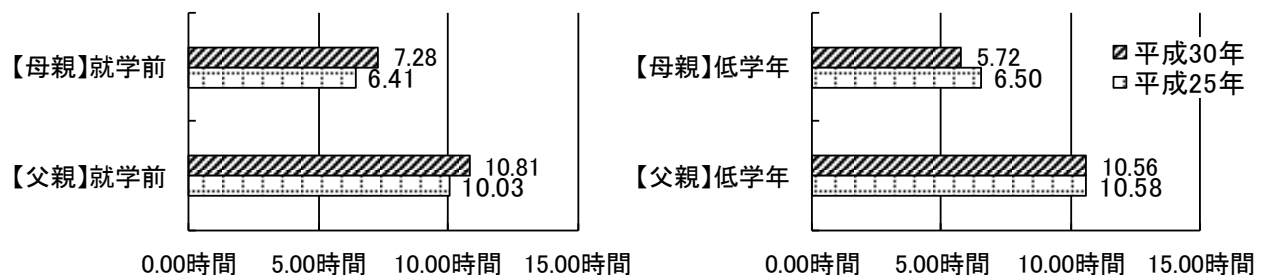 【母親】就学前
7.28
6.41
【父親】就学前
10.81
10.03
0.00時間 5.00時間 10.00時間 15.00時間
【母親】低学年
5.72
6.50
【父親】低学年
10.56
10.58
0.00時間 5.00時間 10.00時間 15.00時間
平成30年
平成25年